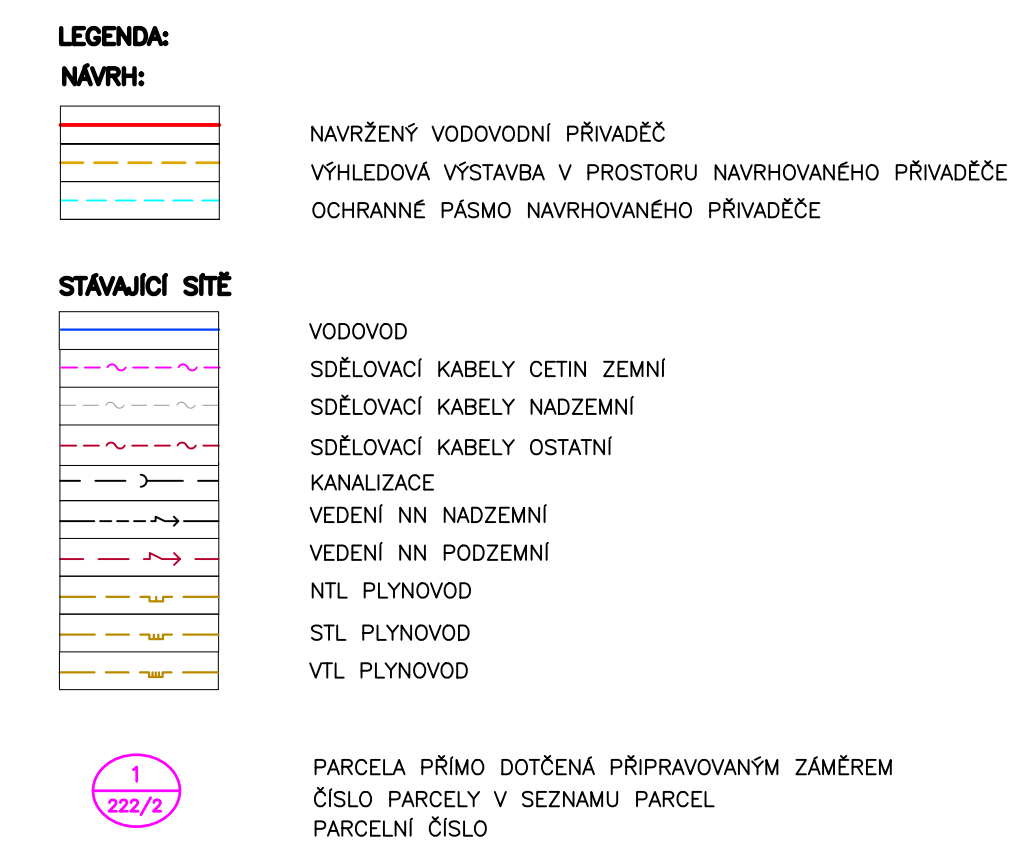 LEGENDA:
NÁVRH:
NAVRŽENÝ VODOVODNÍ PŘIVADĚČ
VÝHLEDOVÁ VÝSTAVBA V PROSTORU NAVRHOVANÉHO PŘIVADĚČE
OCHRANNÉ PÁSMO NAVRHOVANÉHO PŘIVADĚČE
STÁVAJÍCÍ SÍTĚ
VODOVOD
SDĚLOVACÍ KABELY CETIN ZEMNÍ
SDĚLOVACÍ KABELY NADZEMNÍ
SDĚLOVACÍ KABELY OSTATNÍ
KANALIZACE
VEDENÍ NN NADZEMNÍ
VEDENÍ NN PODZEMNÍ
NTL PLYNOVOD
STL PLYNOVOD
VTL PLYNOVOD
1
222/2
PARCELA PŘÍMO DOTČENÁ PŘIPRAVOVANÝM ZÁMĚREM
ČÍSLO PARCELY V SEZNAMU PARCEL
PARCELNÍ ČÍSLO